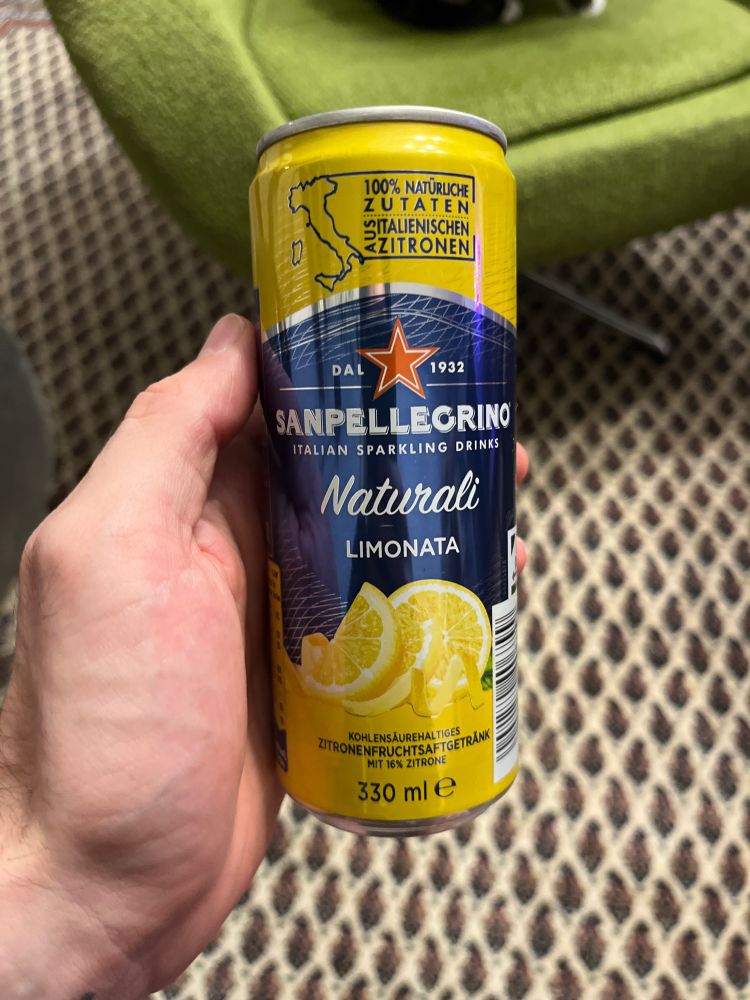 100% NATÜRLICHE
ZUTATEN
AUS ITALIENISCHEN
ZITRONEN
DAL 1932
SANPELLEGRINO
ITALIAN SPARKLING DRINKS
Naturali
LIMONATA
KOHLENSÄUREHALTIGES
ZITRONENFRUCHTSAFTGETRÄNK
MIT 16% ZITRONE
330 ml ℮